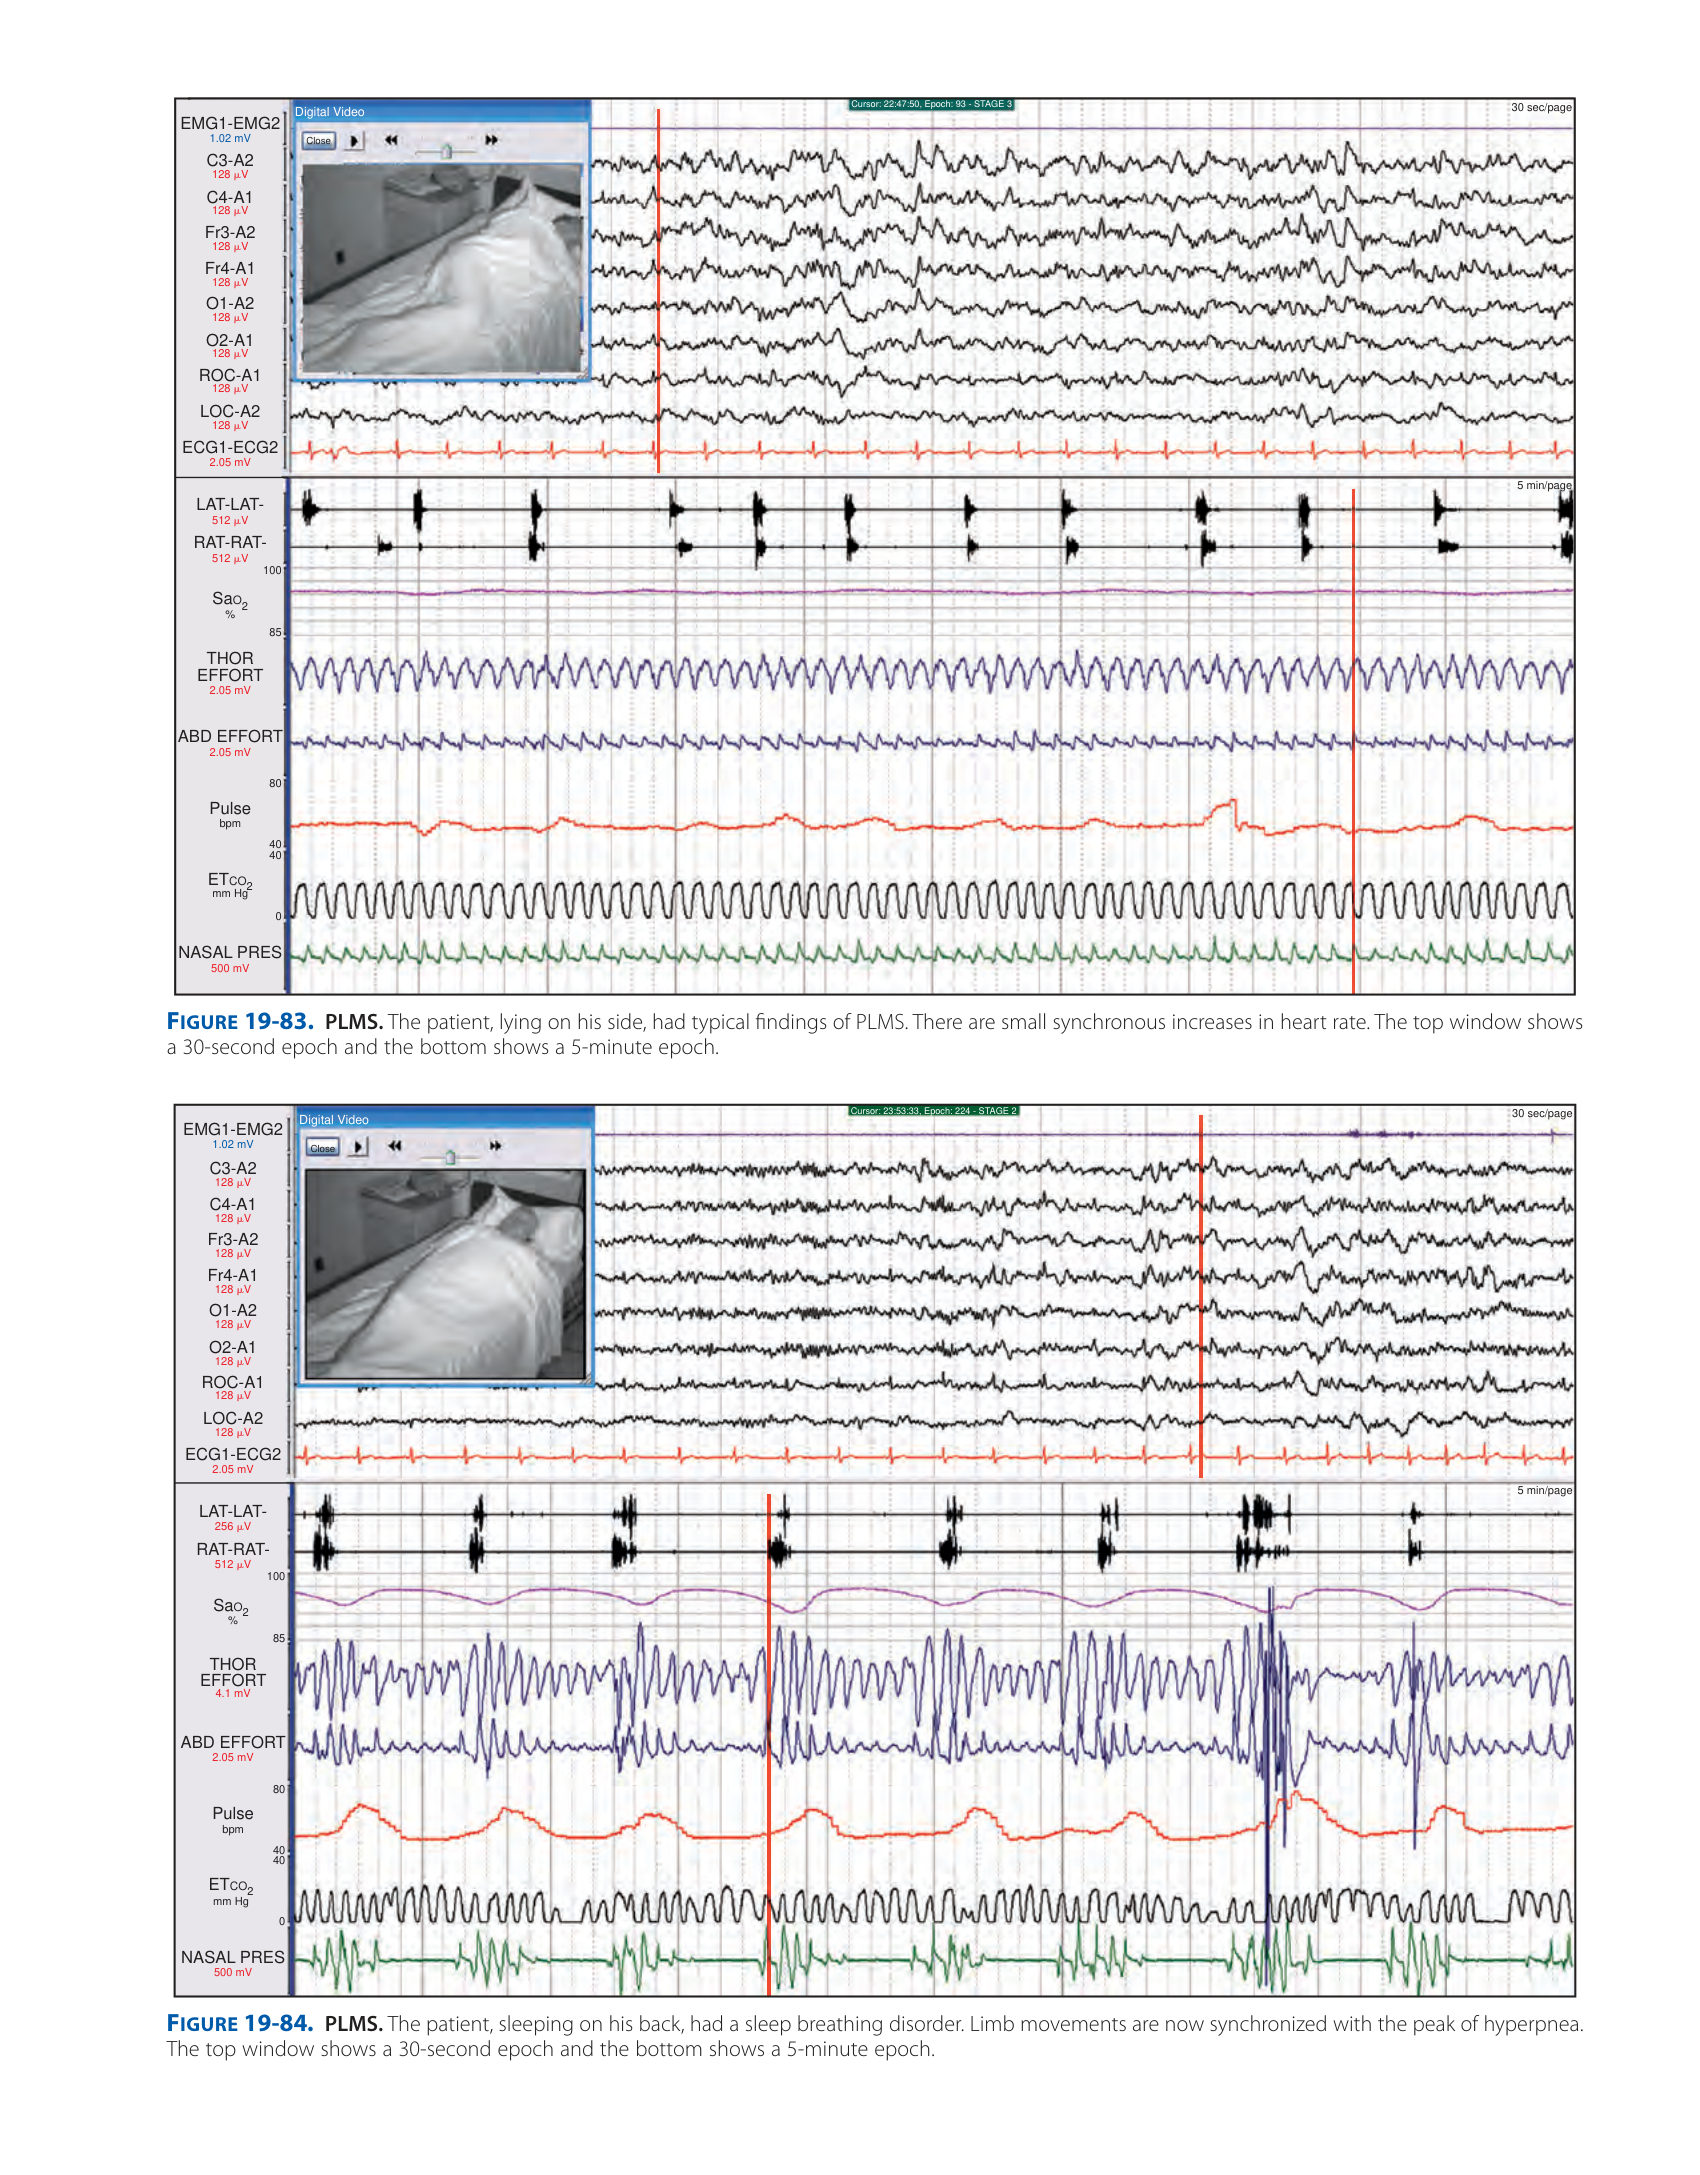 Digital Video
Cursor: 22:47:50, Epoch: 93 - STAGE 3
30 sec/page
EMG1-EMG2
1.02 mV
Close
C3-A2
128 µV
C4-A1
128 µV
Fr3-A2
128 µV
Fr4-A1
128 µV
O1-A2
128 µV
O2-A1
128 µV
ROC-A1
128 µV
LOC-A2
128 µV
ECG1-ECG2
2.05 mV
5 min/page
LAT-LAT-
512 µV
RAT-RAT-
512 µV
100
SaO2
%
85
THOR
EFFORT
2.05 mV
ABD EFFORT
2.05 mV
80
Pulse
bpm
40
40
ETCO2
mm Hg
0
NASAL PRES
500 mV
FIGURE 19-83. PLMS. The patient, lying on his side, had typical findings of PLMS. There are small synchronous increases in heart rate. The top window shows
a 30-second epoch and the bottom shows a 5-minute epoch.
Digital Video
Cursor: 23:53:33, Epoch: 224 - STAGE 2
30 sec/page
EMG1-EMG2
1.02 mV
Close
C3-A2
128 µV
C4-A1
128 µV
Fr3-A2
128 µV
Fr4-A1
128 µV
O1-A2
128 µV
O2-A1
128 µV
ROC-A1
128 µV
LOC-A2
128 µV
ECG1-ECG2
2.05 mV
5 min/page
LAT-LAT-
256 µV
RAT-RAT-
512 µV
100
SaO2
%
85
THOR
EFFORT
4.1 mV
ABD EFFORT
2.05 mV
80
Pulse
bpm
40
40
ETCO2
mm Hg
0
NASAL PRES
500 mV
FIGURE 19-84. PLMS. The patient, sleeping on his back, had a sleep breathing disorder. Limb movements are now synchronized with the peak of hyperpnea.
The top window shows a 30-second epoch and the bottom shows a 5-minute epoch.